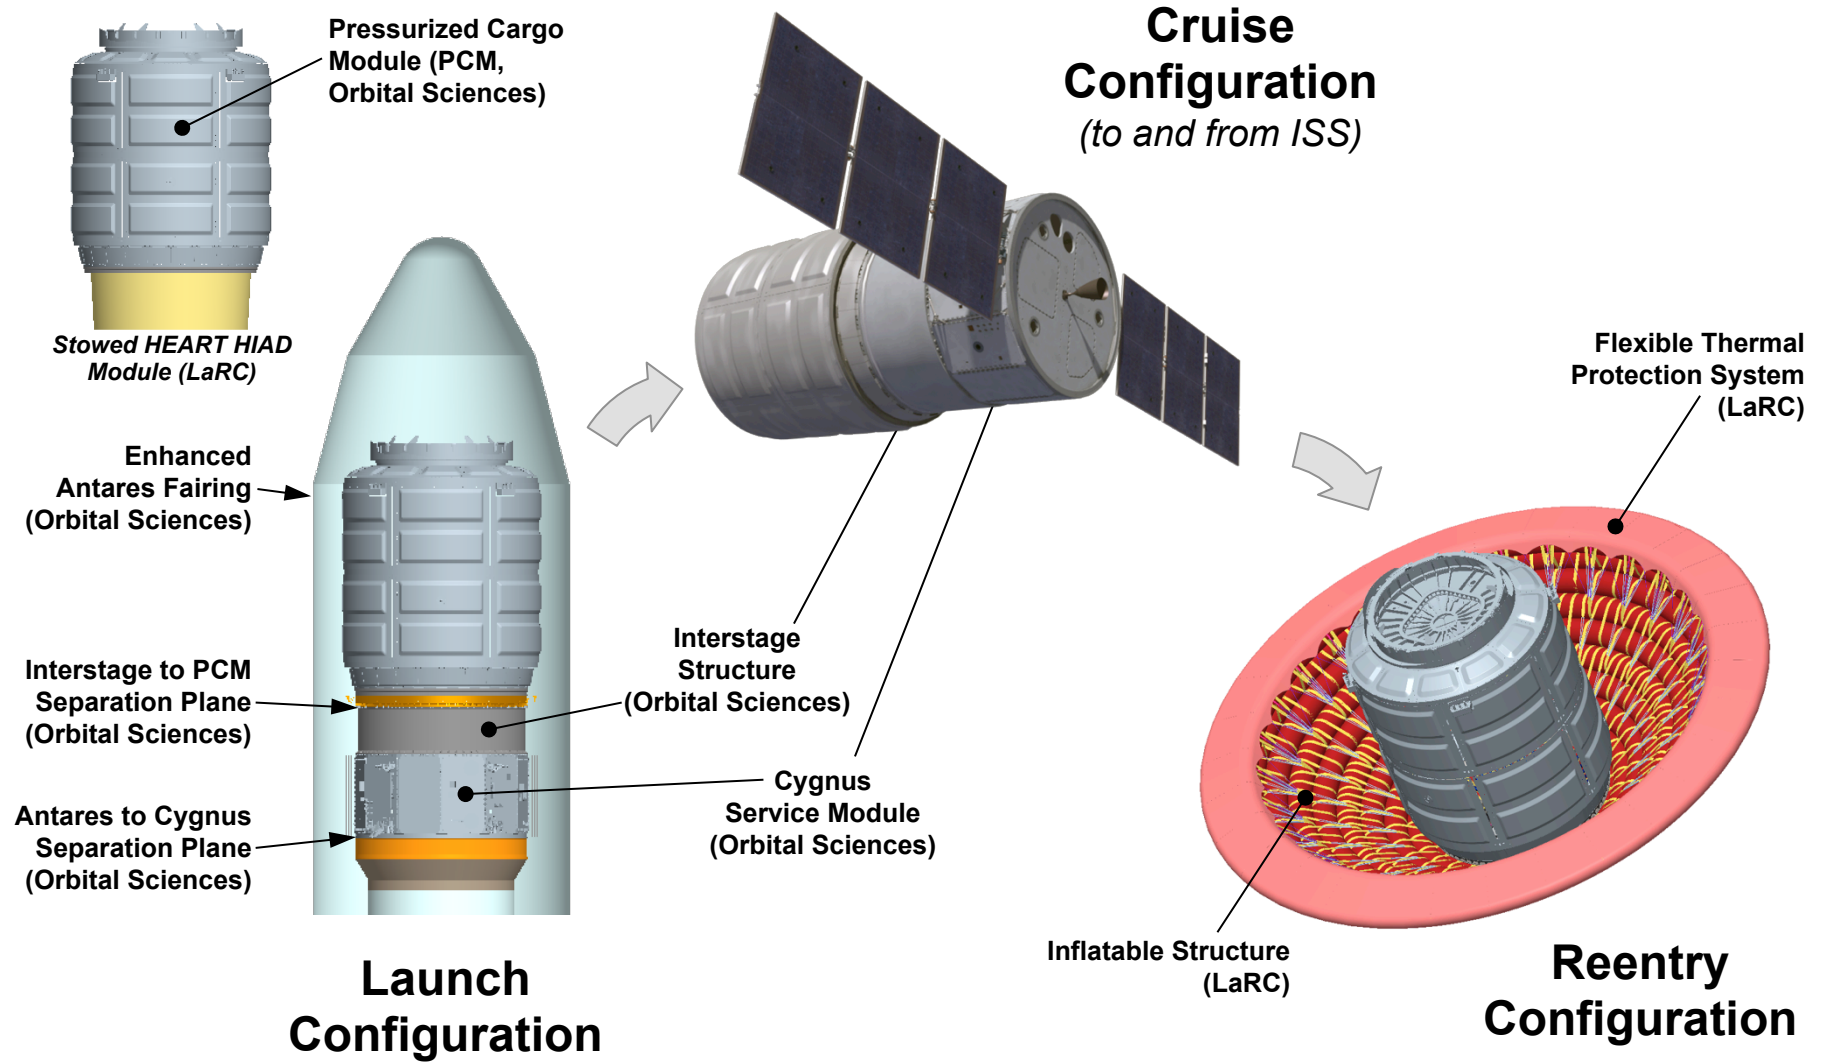 Pressurized Cargo
Module (PCM,
Orbital Sciences)
Stowed HEART HIAD
Module (LaRC)
Enhanced
Antares Fairing
(Orbital Sciences)
Interstage to PCM
Separation Plane
(Orbital Sciences)
Antares to Cygnus
Separation Plane
(Orbital Sciences)
Launch
Configuration
Cruise
Configuration
(to and from ISS)
Interstage
Structure
(Orbital Sciences)
Cygnus
Service Module
(Orbital Sciences)
Flexible Thermal
Protection System
(LaRC)
Inflatable Structure
(LaRC)
Reentry
Configuration